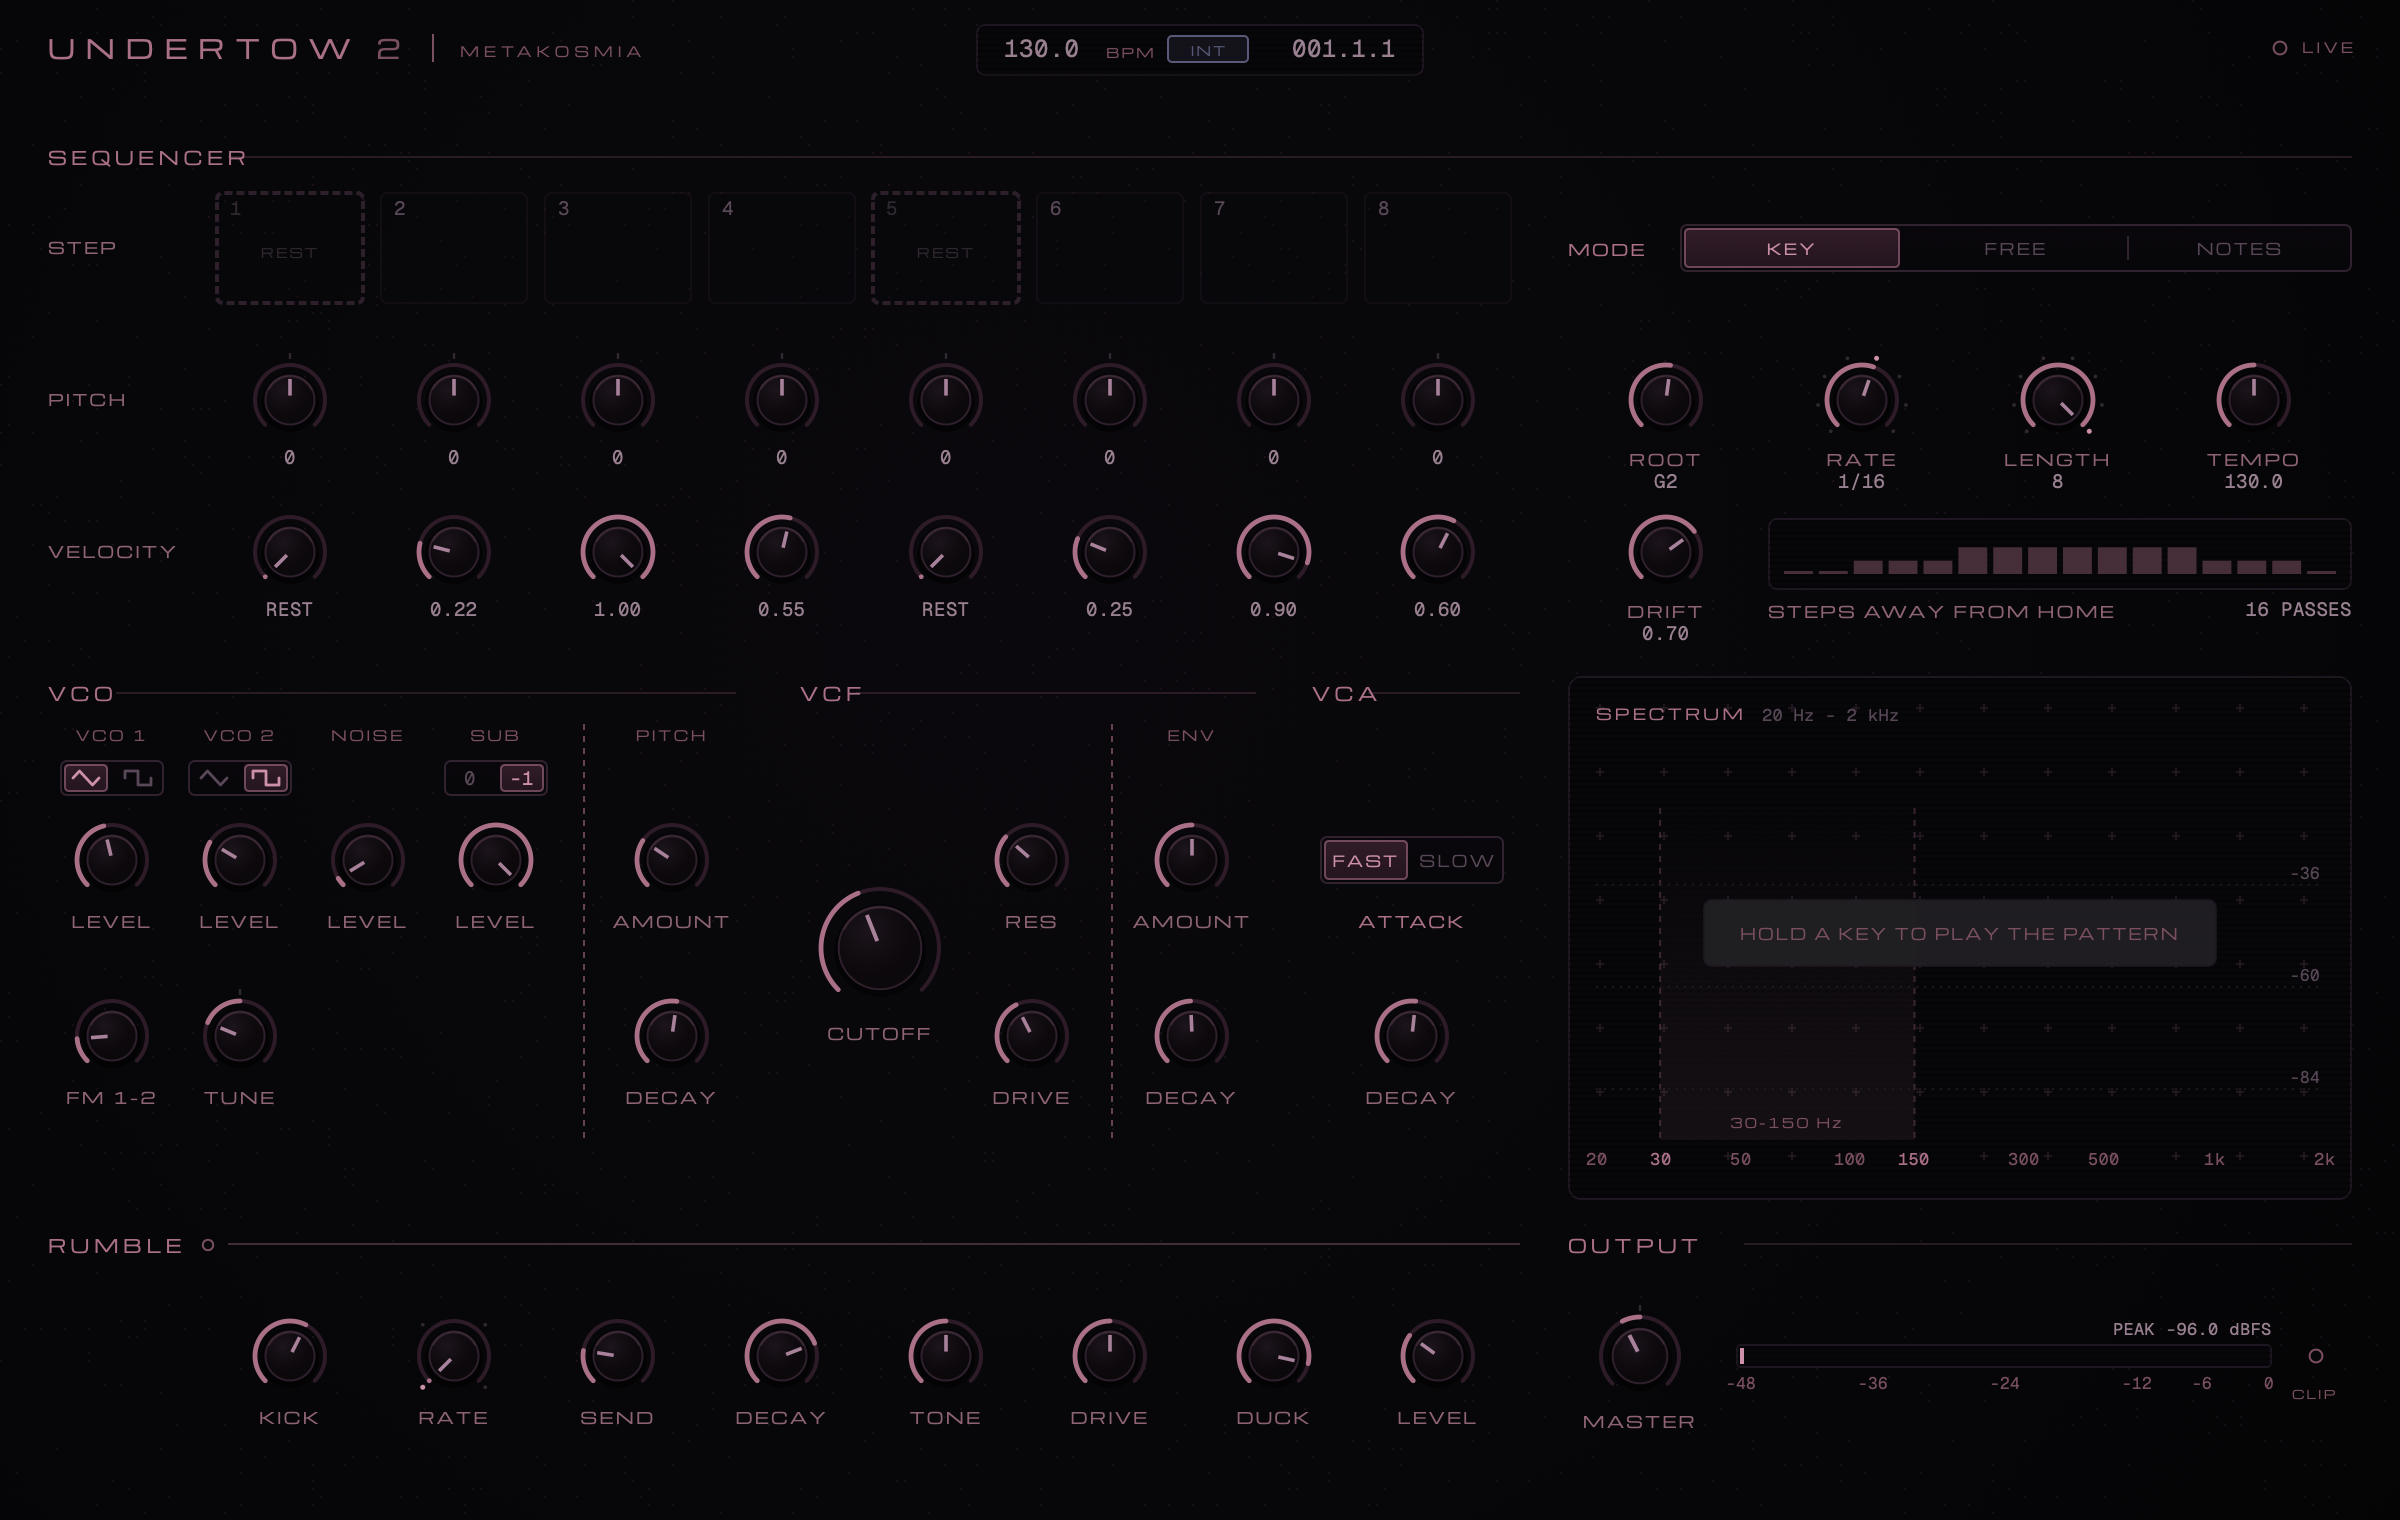 UNDERTOW 2 | METAKOSMIA
130.0 BPM INT 001.1.1
LIVE
SEQUENCER
STEP
1 2 3 4 5 6 7 8
REST REST
MODE KEY FREE NOTES
PITCH
0 0 0 0 0 0 0 0
ROOT RATE LENGTH TEMPO
G2 1/16 8 130.0
VELOCITY
REST 0.22 1.00 0.55 REST 0.25 0.90 0.60
DRIFT
0.70
STEPS AWAY FROM HOME 16 PASSES
VCO
VCO 1 VCO 2 NOISE SUB PITCH
0 -1
LEVEL LEVEL LEVEL LEVEL AMOUNT
FM 1-2 TUNE DECAY
VCF
ENV
RES AMOUNT
CUTOFF
DRIVE DECAY
VCA
FAST SLOW
ATTACK
DECAY
SPECTRUM 20 Hz - 2 kHz
-36
HOLD A KEY TO PLAY THE PATTERN
-60
-84
30-150 Hz
20 30 50 100 150 300 500 1k 2k
RUMBLE
KICK RATE SEND DECAY TONE DRIVE DUCK LEVEL
OUTPUT
PEAK -96.0 dBFS
-48 -36 -24 -12 -6 0
CLIP
MASTER